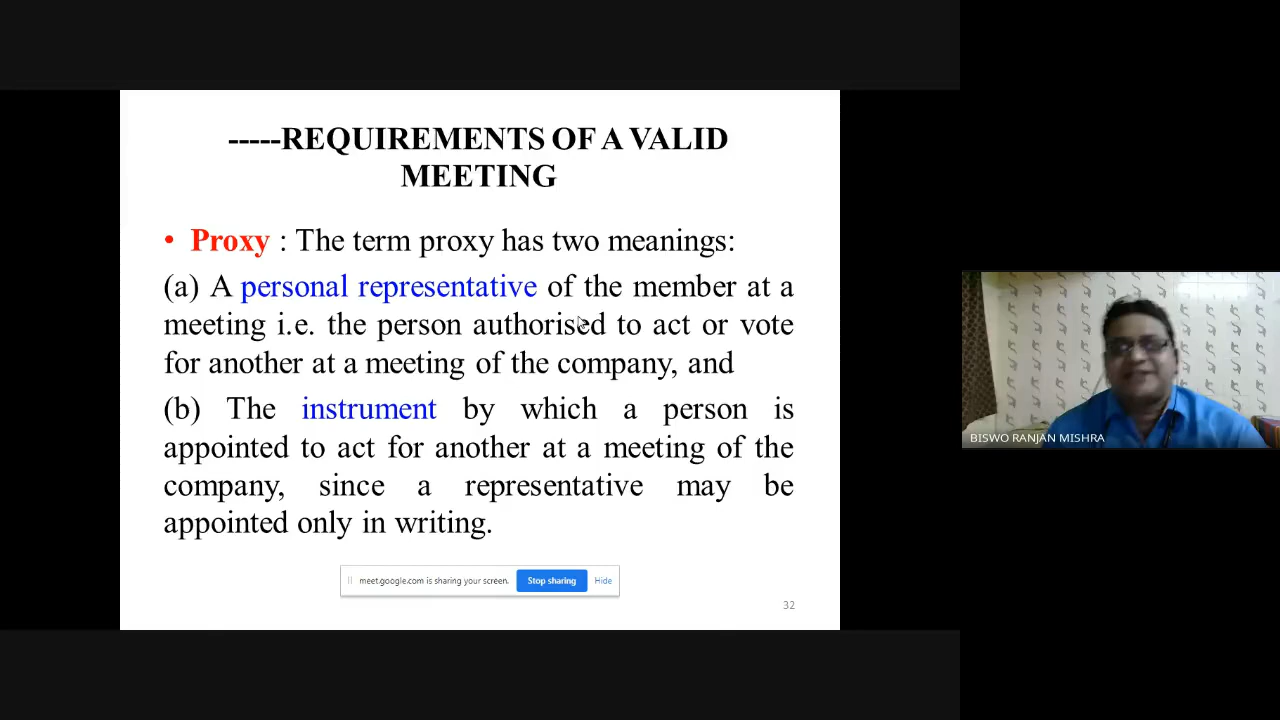 -----REQUIREMENTS OF A VALID
MEETING
• Proxy : The term proxy has two meanings:
(a) A personal representative of the member at a
meeting i.e. the person authorised to act or vote
for another at a meeting of the company, and
(b) The instrument by which a person is
appointed to act for another at a meeting of the
company, since a representative may be
appointed only in writing.
meet.google.com is sharing your screen. Stop sharing Hide
32
BISWO RANJAN MISHRA